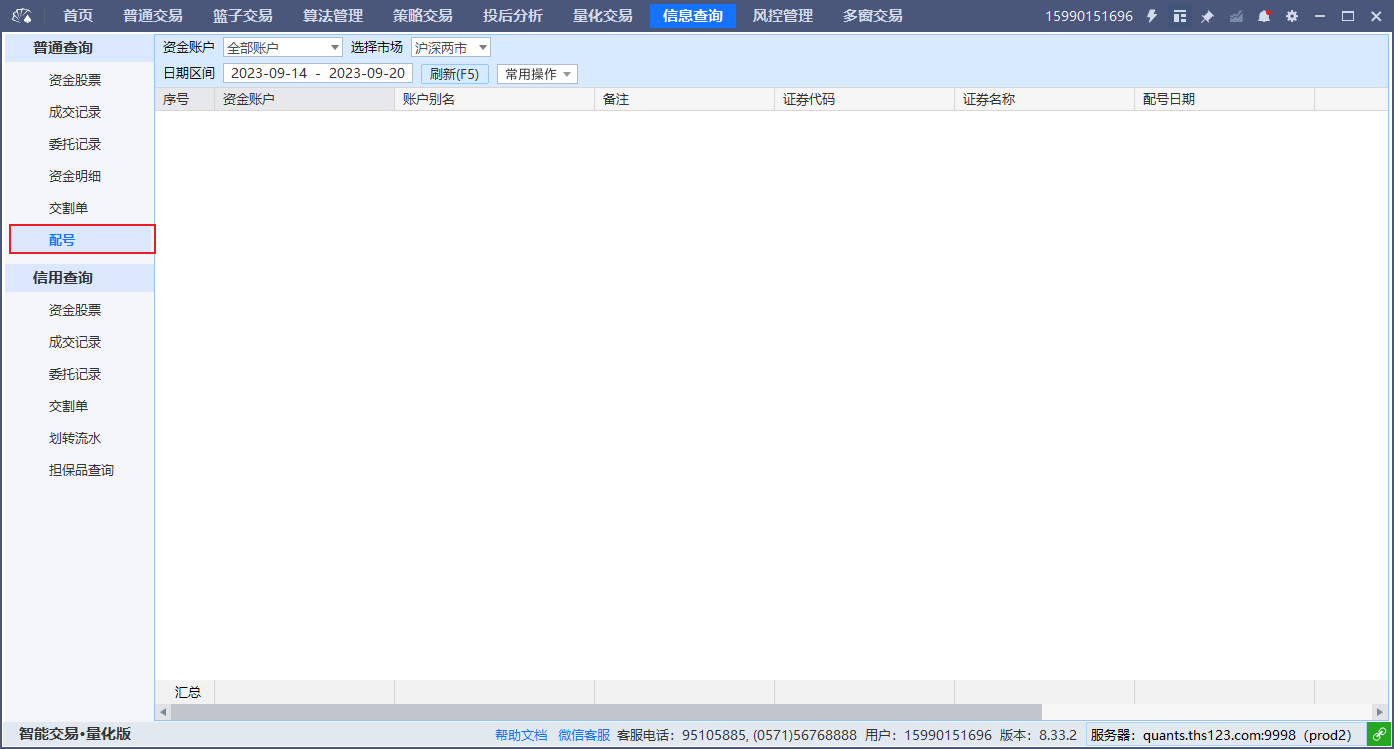 首页 普通交易 篮子交易 算法管理 策略交易 投后分析 量化交易 信息查询 风控管理 多窗交易 15990151696
普通查询
资金股票
成交记录
委托记录
资金明细
交割单
配号
信用查询
资金股票
成交记录
委托记录
交割单
划转流水
担保品查询
资金账户 全部账户 选择市场 沪深两市
日期区间 2023-09-14 - 2023-09-20 刷新(F5) 常用操作
序号 资金账户 账户别名 备注 证券代码 证券名称 配号日期
汇总
智能交易•量化版 帮助文档 微信客服 客服电话：95105885, (0571)56768888 用户：15990151696 版本：8.33.2 服务器：quants.ths123.com:9998（prod2）